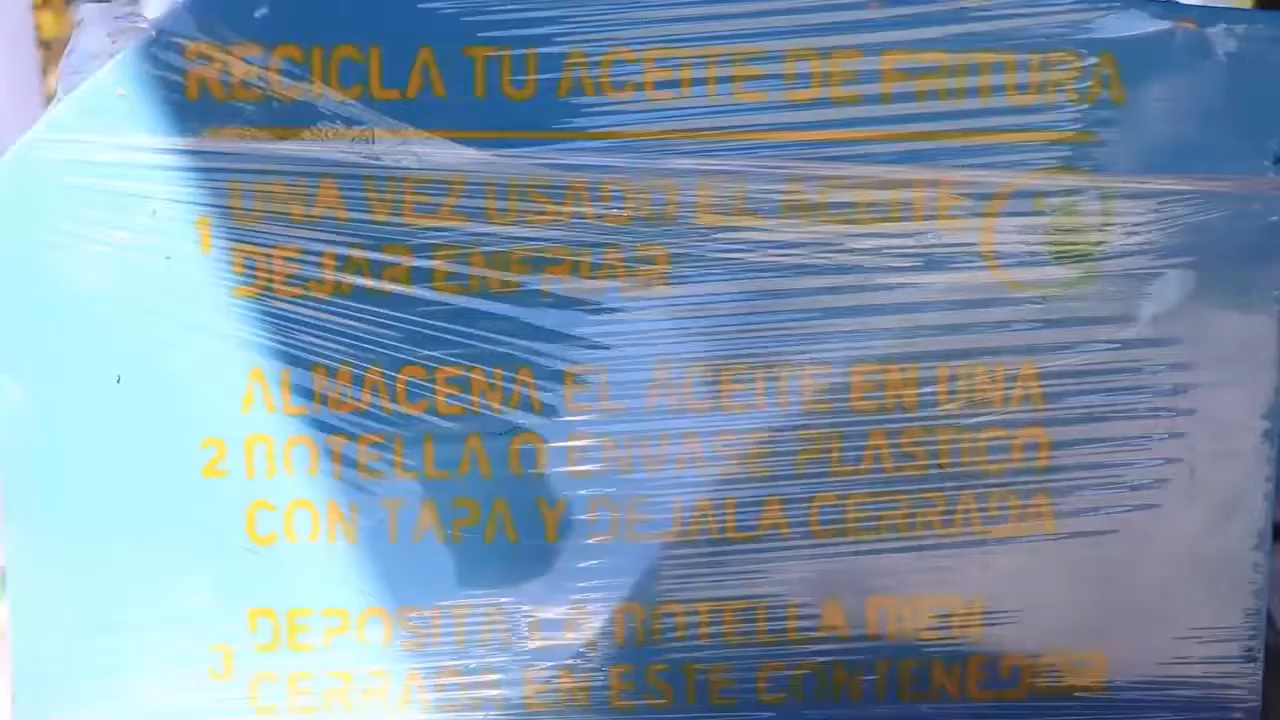 RECICLA TU ACEITE DE FRITURA
1 UNA VEZ USADO EL ACEITE
DEJAR ENFRIAR
ALMACENA EL ACEITE EN UNA
2 BOTELLA O ENVASE PLASTICO
CON TAPA Y DEJALA CERRADA
DEPOSITA LA BOTELLA BIEN
3 CERRADA EN ESTE CONTENEDOR